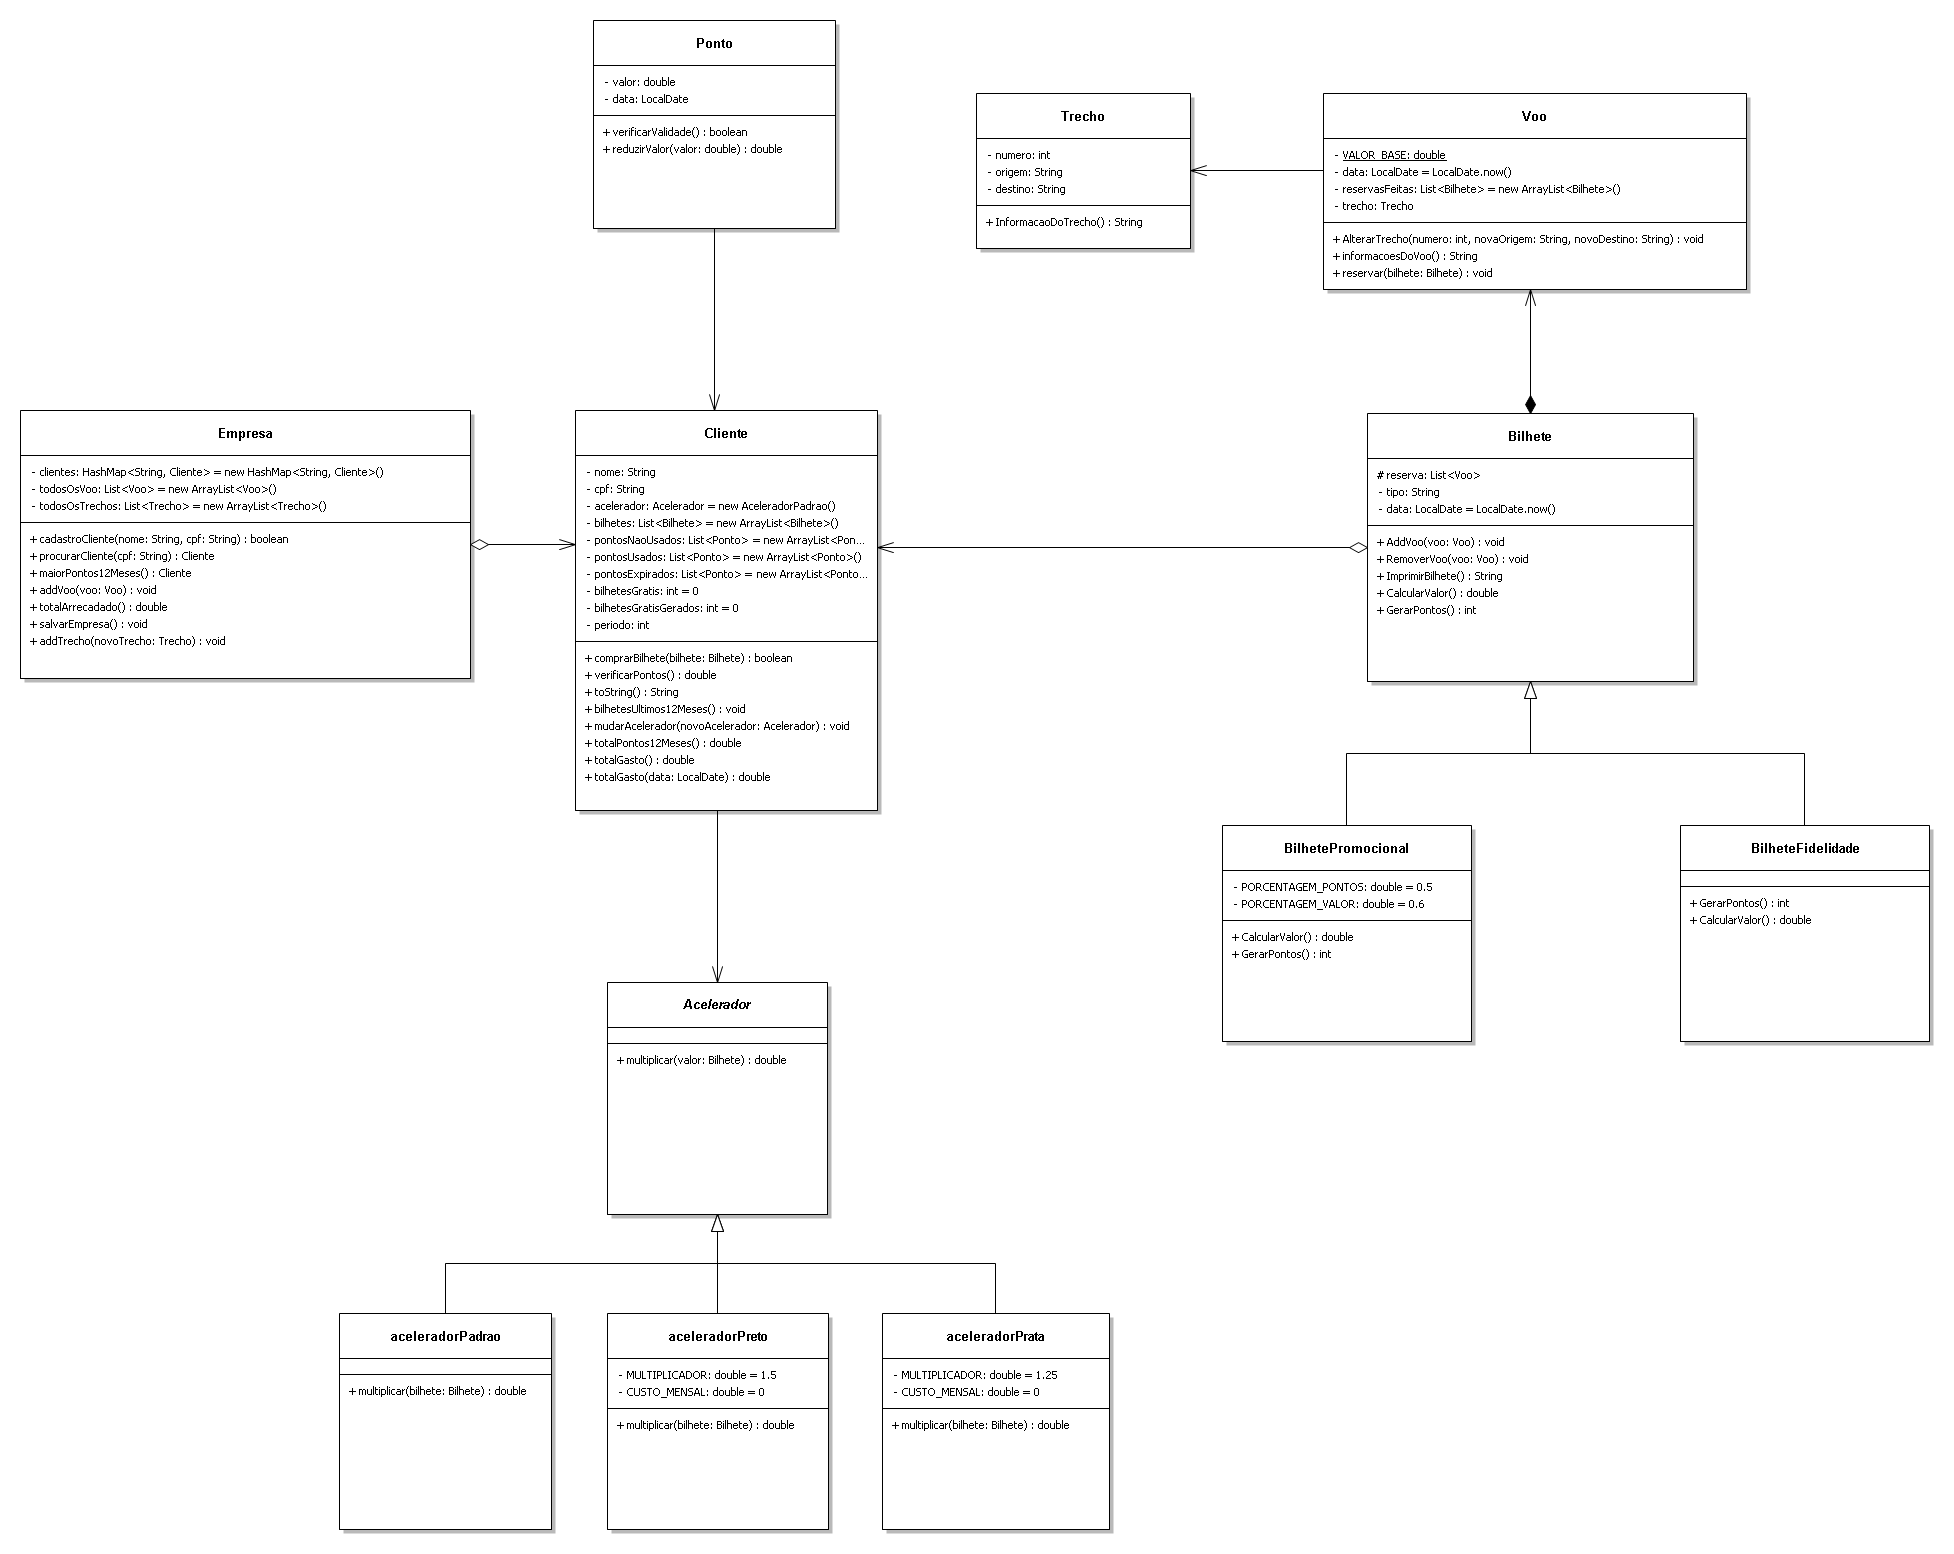 Ponto
- valor: double
- data: LocalDate
+ verificarValidade() : boolean
+ reduzirValor(valor: double) : double
Trecho
- numero: int
- origem: String
- destino: String
+ InformacaoDoTrecho() : String
Voo
- VALOR_BASE: double
- data: LocalDate = LocalDate.now()
- reservasFeitas: List<Bilhete> = new ArrayList<Bilhete>()
- trecho: Trecho
+ AlterarTrecho(numero: int, novaOrigem: String, novoDestino: String) : void
+ informacoesDoVoo() : String
+ reservar(bilhete: Bilhete) : void
Empresa
- clientes: HashMap<String, Cliente> = new HashMap<String, Cliente>()
- todosOsVoo: List<Voo> = new ArrayList<Voo>()
- todosOsTrechos: List<Trecho> = new ArrayList<Trecho>()
+ cadastroCliente(nome: String, cpf: String) : boolean
+ procurarCliente(cpf: String) : Cliente
+ maiorPontos12Meses() : Cliente
+ addVoo(voo: Voo) : void
+ totalArrecadado() : double
+ salvarEmpresa() : void
+ addTrecho(novoTrecho: Trecho) : void
Cliente
- nome: String
- cpf: String
- acelerador: Acelerador = new AceleradorPadrao()
- bilhetes: List<Bilhete> = new ArrayList<Bilhete>()
- pontosNaoUsados: List<Ponto> = new ArrayList<Pon...
- pontosUsados: List<Ponto> = new ArrayList<Ponto>()
- pontosExpirados: List<Ponto> = new ArrayList<Ponto...
- bilhetesGratis: int = 0
- bilhetesGratisGerados: int = 0
- periodo: int
+ comprarBilhete(bilhete: Bilhete) : boolean
+ verificarPontos() : double
+ toString() : String
+ bilhetesUltimos12Meses() : void
+ mudarAcelerador(novoAcelerador: Acelerador) : void
+ totalPontos12Meses() : double
+ totalGasto() : double
+ totalGasto(data: LocalDate) : double
Bilhete
# reserva: List<Voo>
- tipo: String
- data: LocalDate = LocalDate.now()
+ AddVoo(voo: Voo) : void
+ RemoverVoo(voo: Voo) : void
+ ImprimirBilhete() : String
+ CalcularValor() : double
+ GerarPontos() : int
BilhetePromocional
- PORCENTAGEM_PONTOS: double = 0.5
- PORCENTAGEM_VALOR: double = 0.6
+ CalcularValor() : double
+ GerarPontos() : int
BilheteFidelidade
+ GerarPontos() : int
+ CalcularValor() : double
Acelerador
+ multiplicar(valor: Bilhete) : double
aceleradorPadrao
+ multiplicar(bilhete: Bilhete) : double
aceleradorPreto
- MULTIPLICADOR: double = 1.5
- CUSTO_MENSAL: double = 0
+ multiplicar(bilhete: Bilhete) : double
aceleradorPrata
- MULTIPLICADOR: double = 1.25
- CUSTO_MENSAL: double = 0
+ multiplicar(bilhete: Bilhete) : double